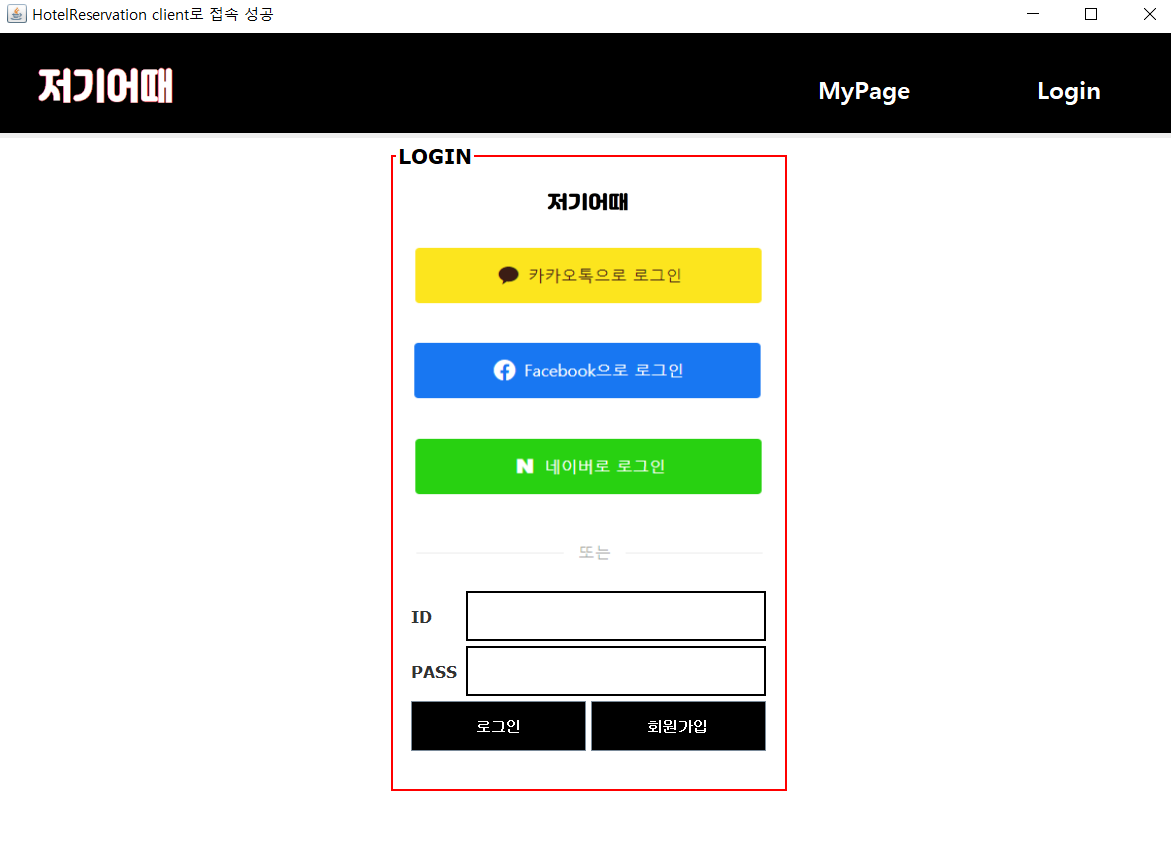 HotelReservation client로 접속 성공
저기어때
MyPage
Login
LOGIN
저기어때
카카오톡으로 로그인
Facebook으로 로그인
N 네이버로 로그인
또는
ID
PASS
로그인
회원가입